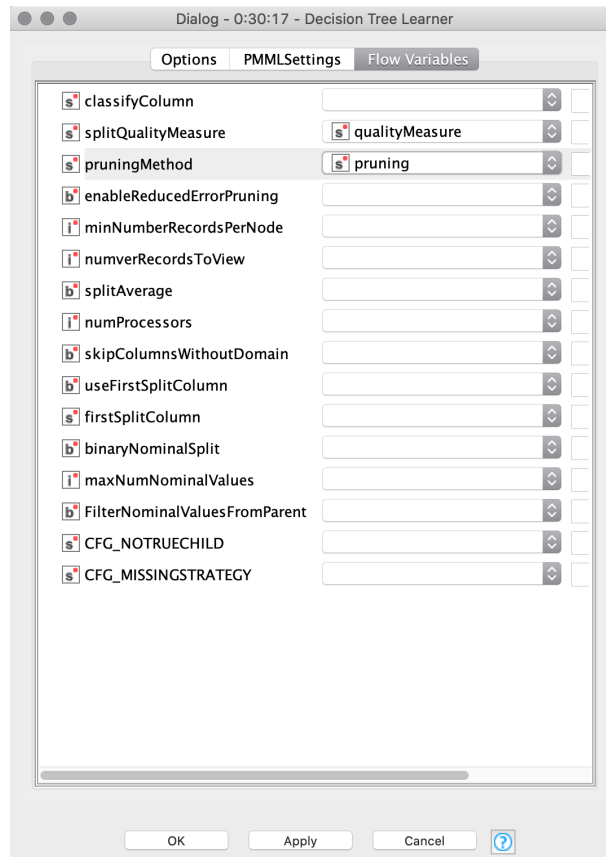 Dialog - 0:30:17 - Decision Tree Learner
Options PMMLSettings Flow Variables
s classifyColumn
s splitQualityMeasure s qualityMeasure
s pruningMethod s pruning
b enableReducedErrorPruning
i minNumberRecordsPerNode
i numverRecordsToView
b splitAverage
i numProcessors
b skipColumnsWithoutDomain
b useFirstSplitColumn
s firstSplitColumn
b binaryNominalSplit
i maxNumNominalValues
b FilterNominalValuesFromParent
s CFG_NOTRUECHILD
s CFG_MISSINGSTRATEGY
OK Apply Cancel ?